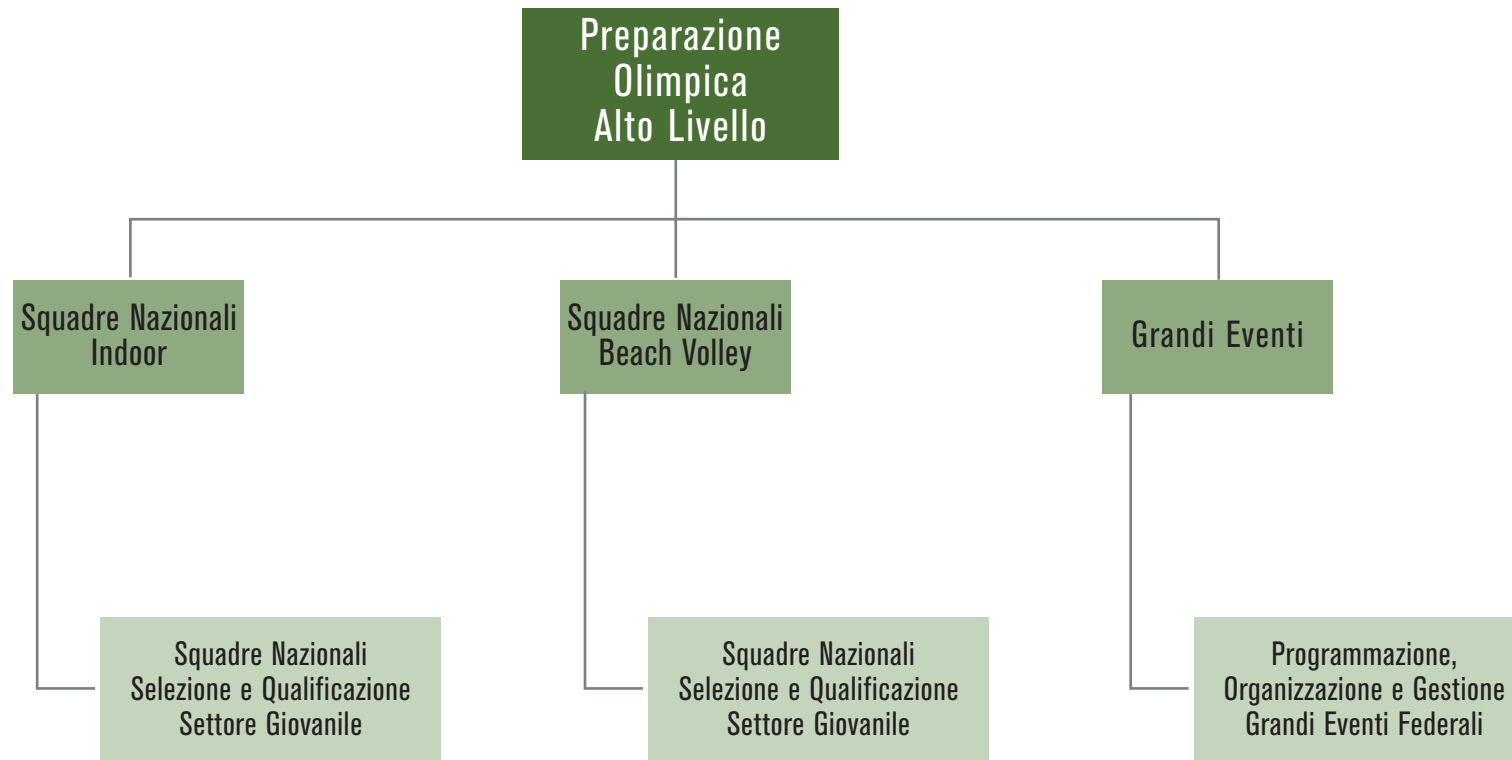 Preparazione
Olimpica
Alto Livello
Squadre Nazionali
Indoor
Squadre Nazionali
Beach Volley
Grandi Eventi
Squadre Nazionali
Selezione e Qualificazione
Settore Giovanile
Squadre Nazionali
Selezione e Qualificazione
Settore Giovanile
Programmazione,
Organizzazione e Gestione
Grandi Eventi Federali